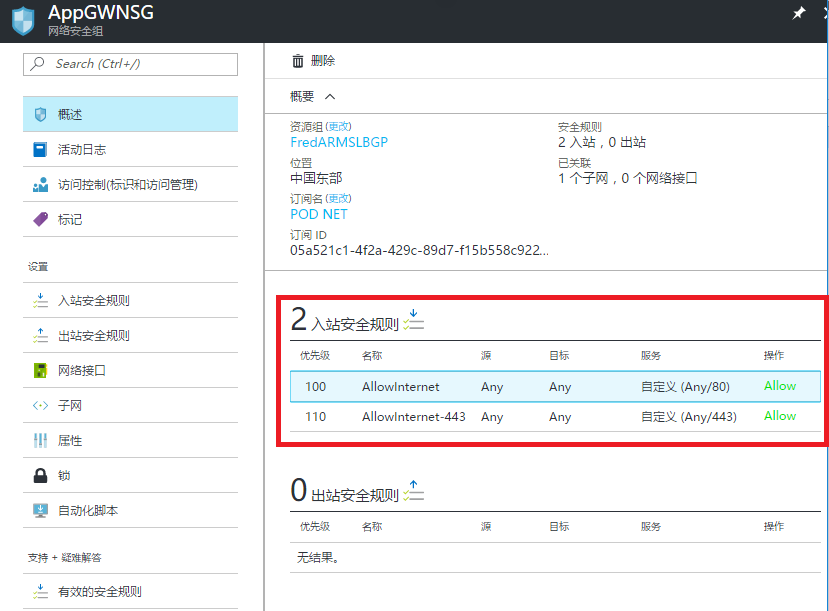 AppGWNSG
网络安全组
Search (Ctrl+/)
概述
活动日志
访问控制(标识和访问管理)
标记
设置
入站安全规则
出站安全规则
网络接口
子网
属性
锁
自动化脚本
支持 + 疑难解答
有效的安全规则
删除
概要
资源组(更改)
FredARMSLBGP
位置
中国东部
订阅名(更改)
POD NET
订阅 ID
05a521c1-4f2a-429c-89d7-f15b558c922...
安全规则
2 入站，0 出站
已关联
1 个子网，0 个网络接口
2 入站安全规则
优先级 名称 源 目标 服务 操作
100 AllowInternet Any Any 自定义 (Any/80) Allow
110 AllowInternet-443 Any Any 自定义 (Any/443) Allow
0 出站安全规则
优先级 名称 源 目标 服务 操作
无结果。